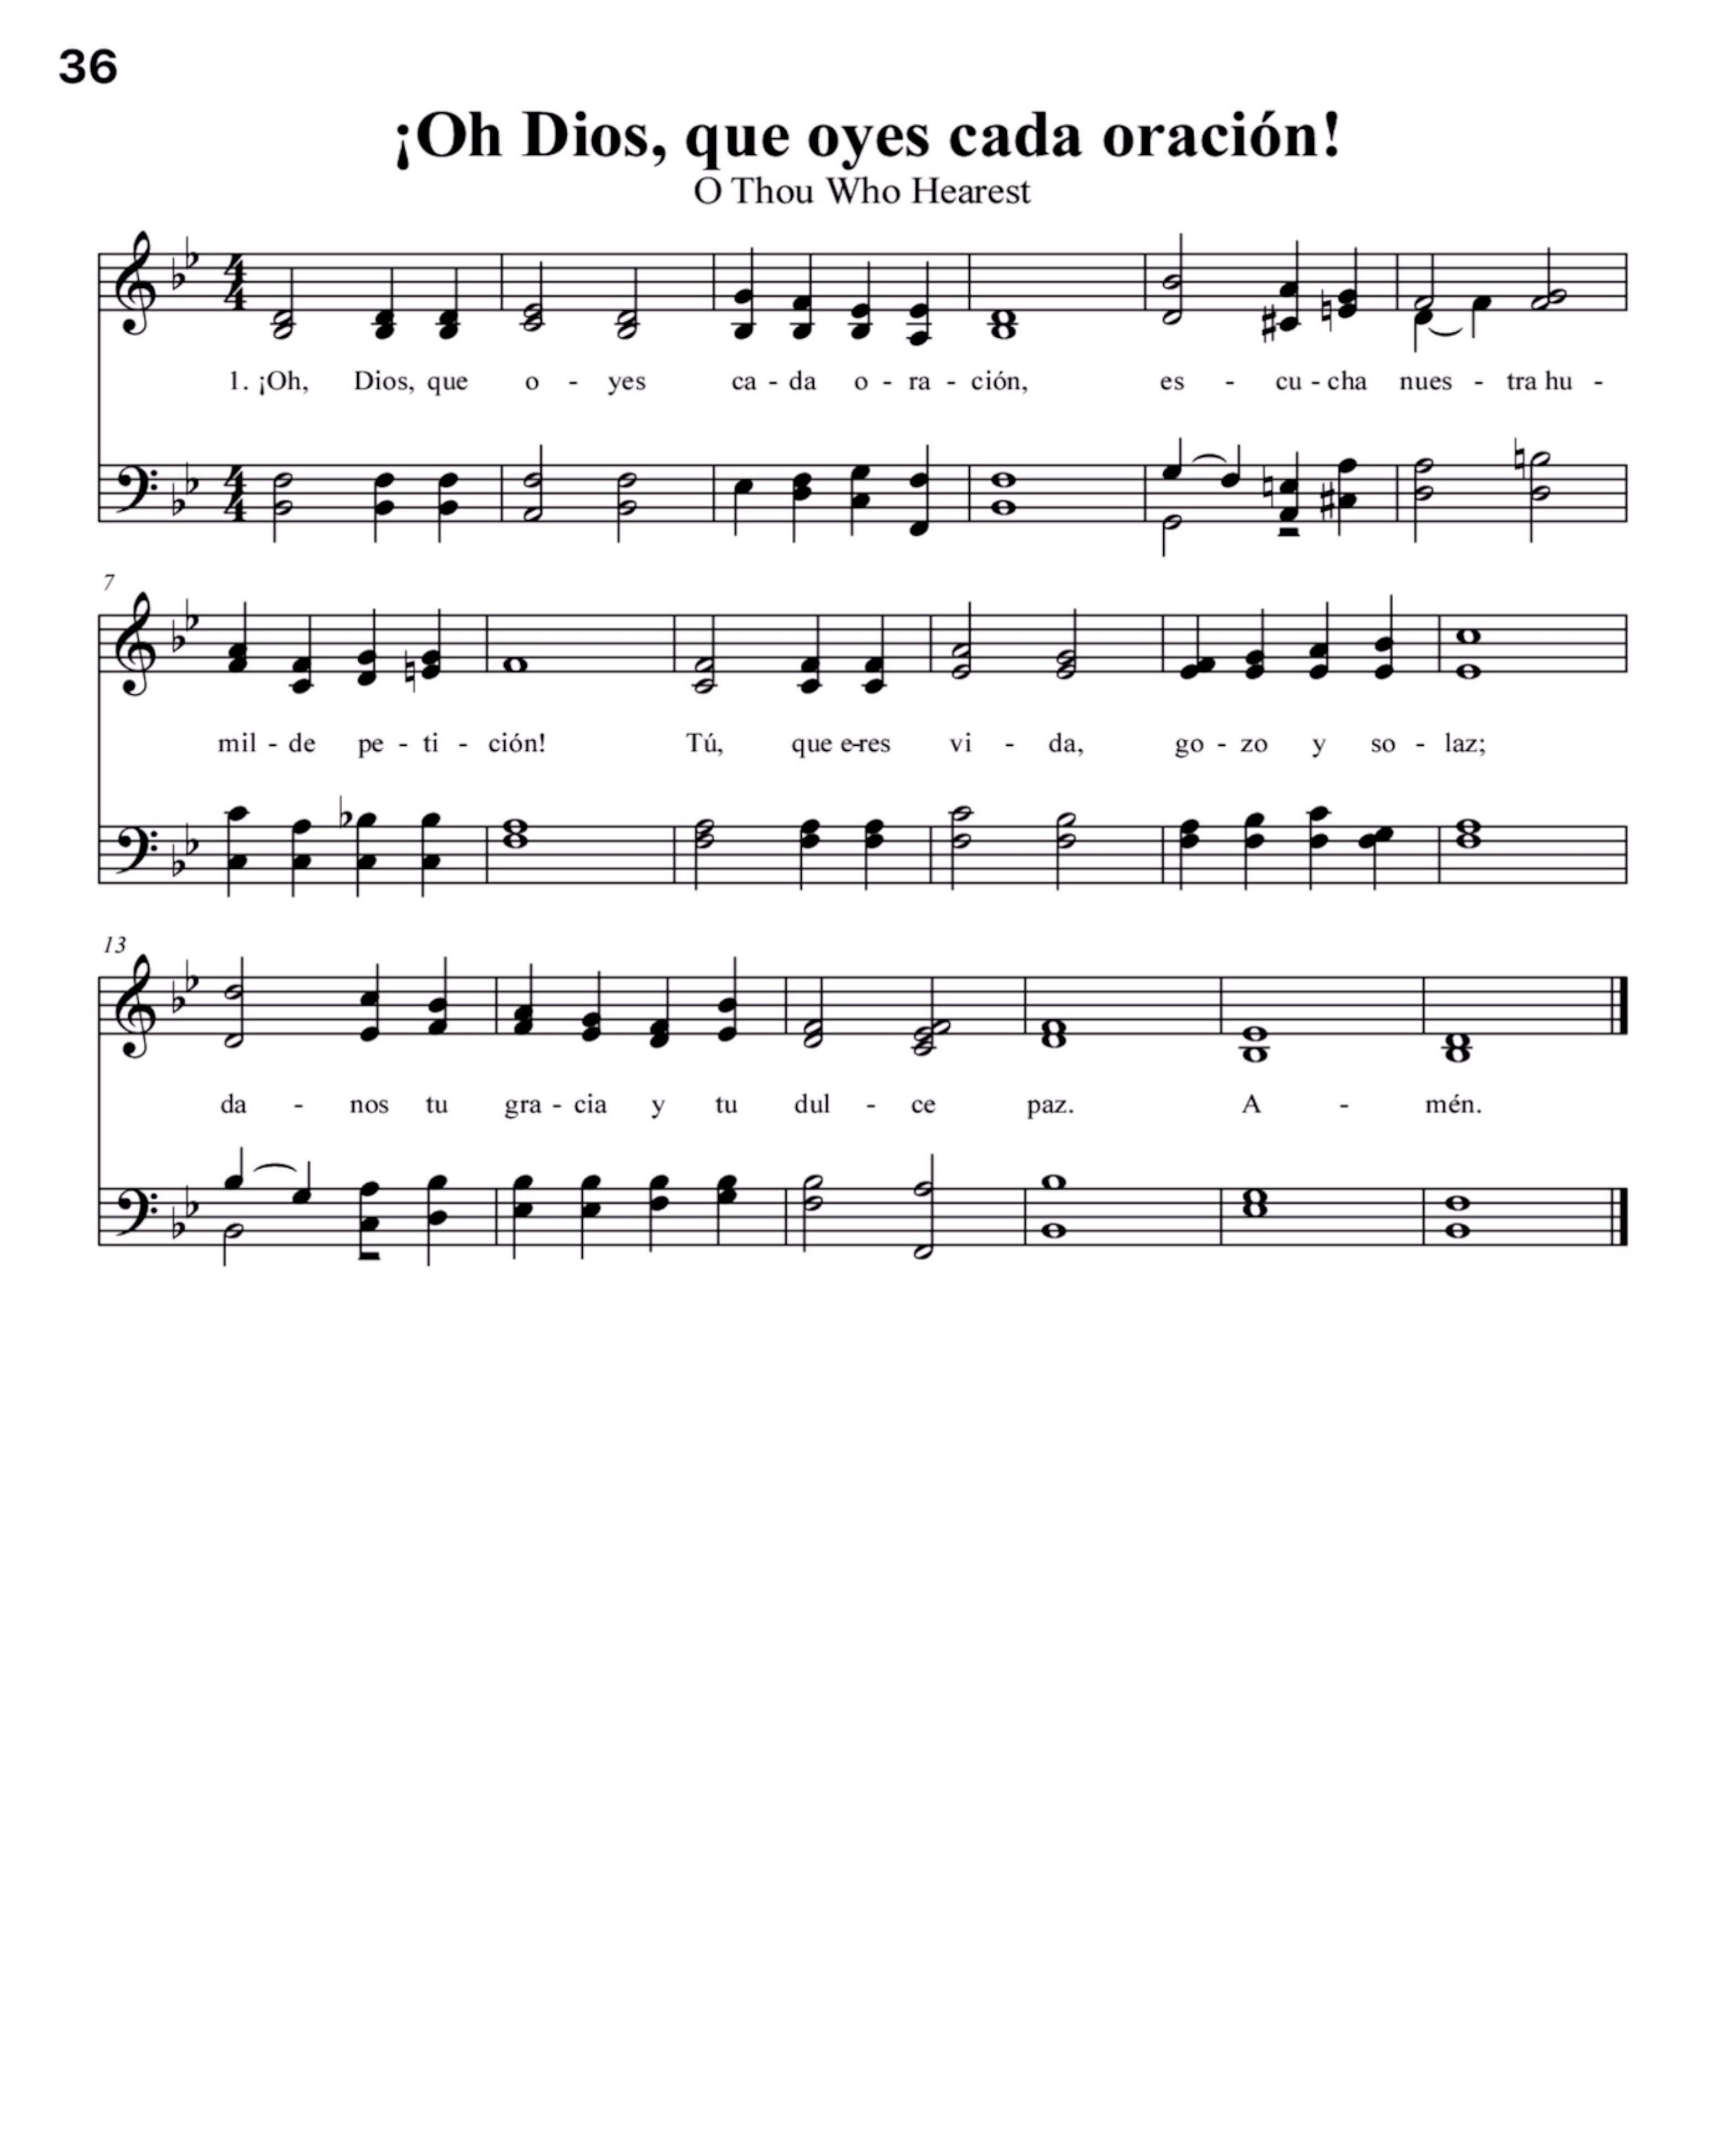 36
¡Oh Dios, que oyes cada oración!
O Thou Who Hearest
1. ¡Oh, Dios, que o - yes ca - da o - ra - ción, es - cu - cha nues - tra hu -
7
mil - de pe - ti - ción! Tú, que e-res vi - da, go - zo y so - laz;
13
da - nos tu gra - cia y tu dul - ce paz. A - mén.